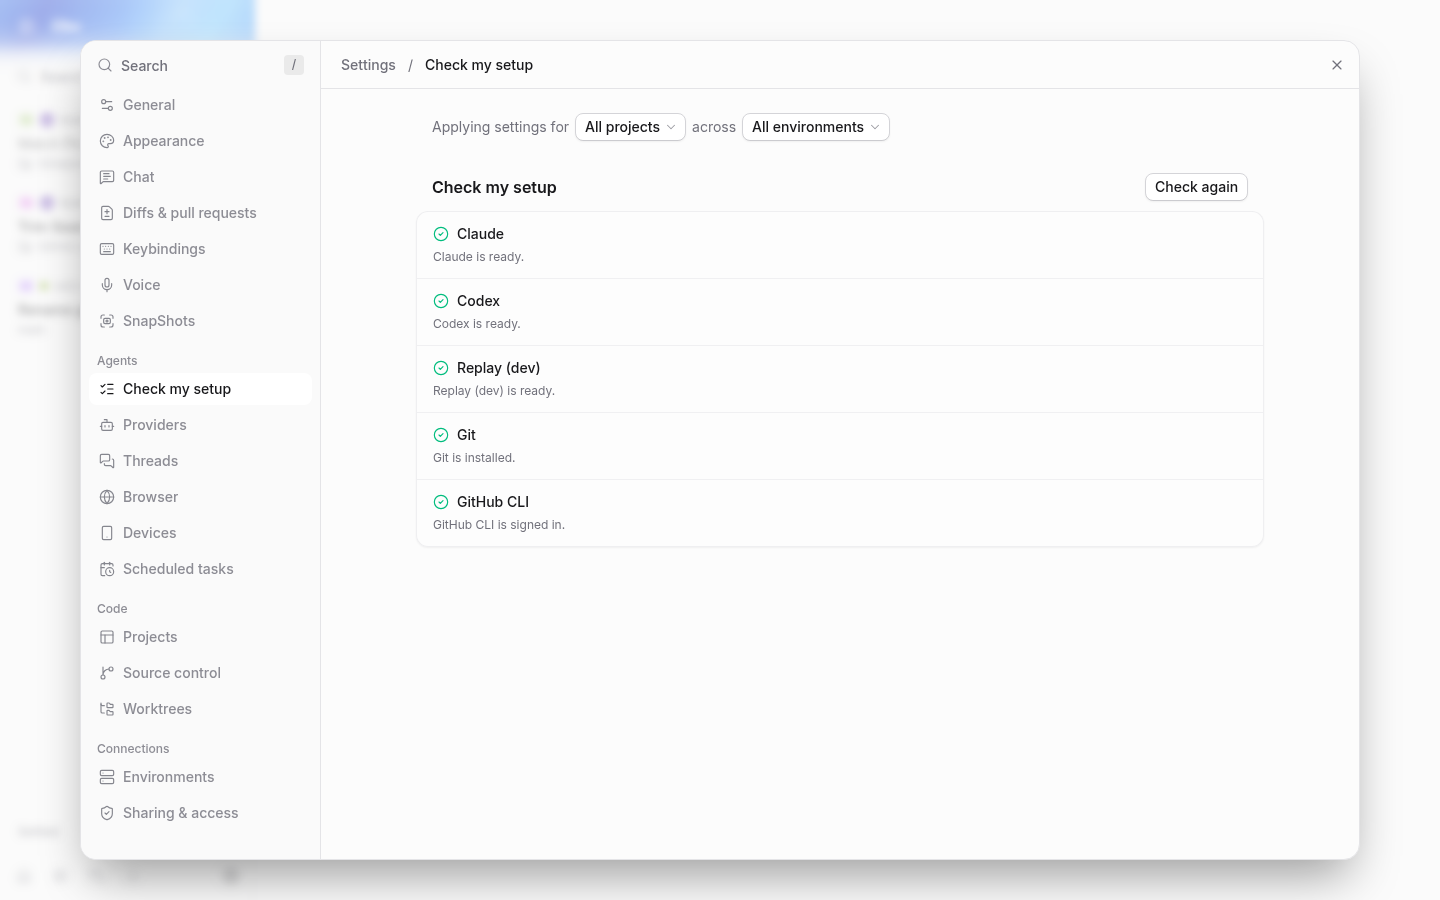 Search /
General
Appearance
Chat
Diffs & pull requests
Keybindings
Voice
SnapShots
Agents
Check my setup
Providers
Threads
Browser
Devices
Scheduled tasks
Code
Projects
Source control
Worktrees
Connections
Environments
Sharing & access
Settings / Check my setup
Applying settings for All projects across All environments
Check my setup
Check again
Claude
Claude is ready.
Codex
Codex is ready.
Replay (dev)
Replay (dev) is ready.
Git
Git is installed.
GitHub CLI
GitHub CLI is signed in.